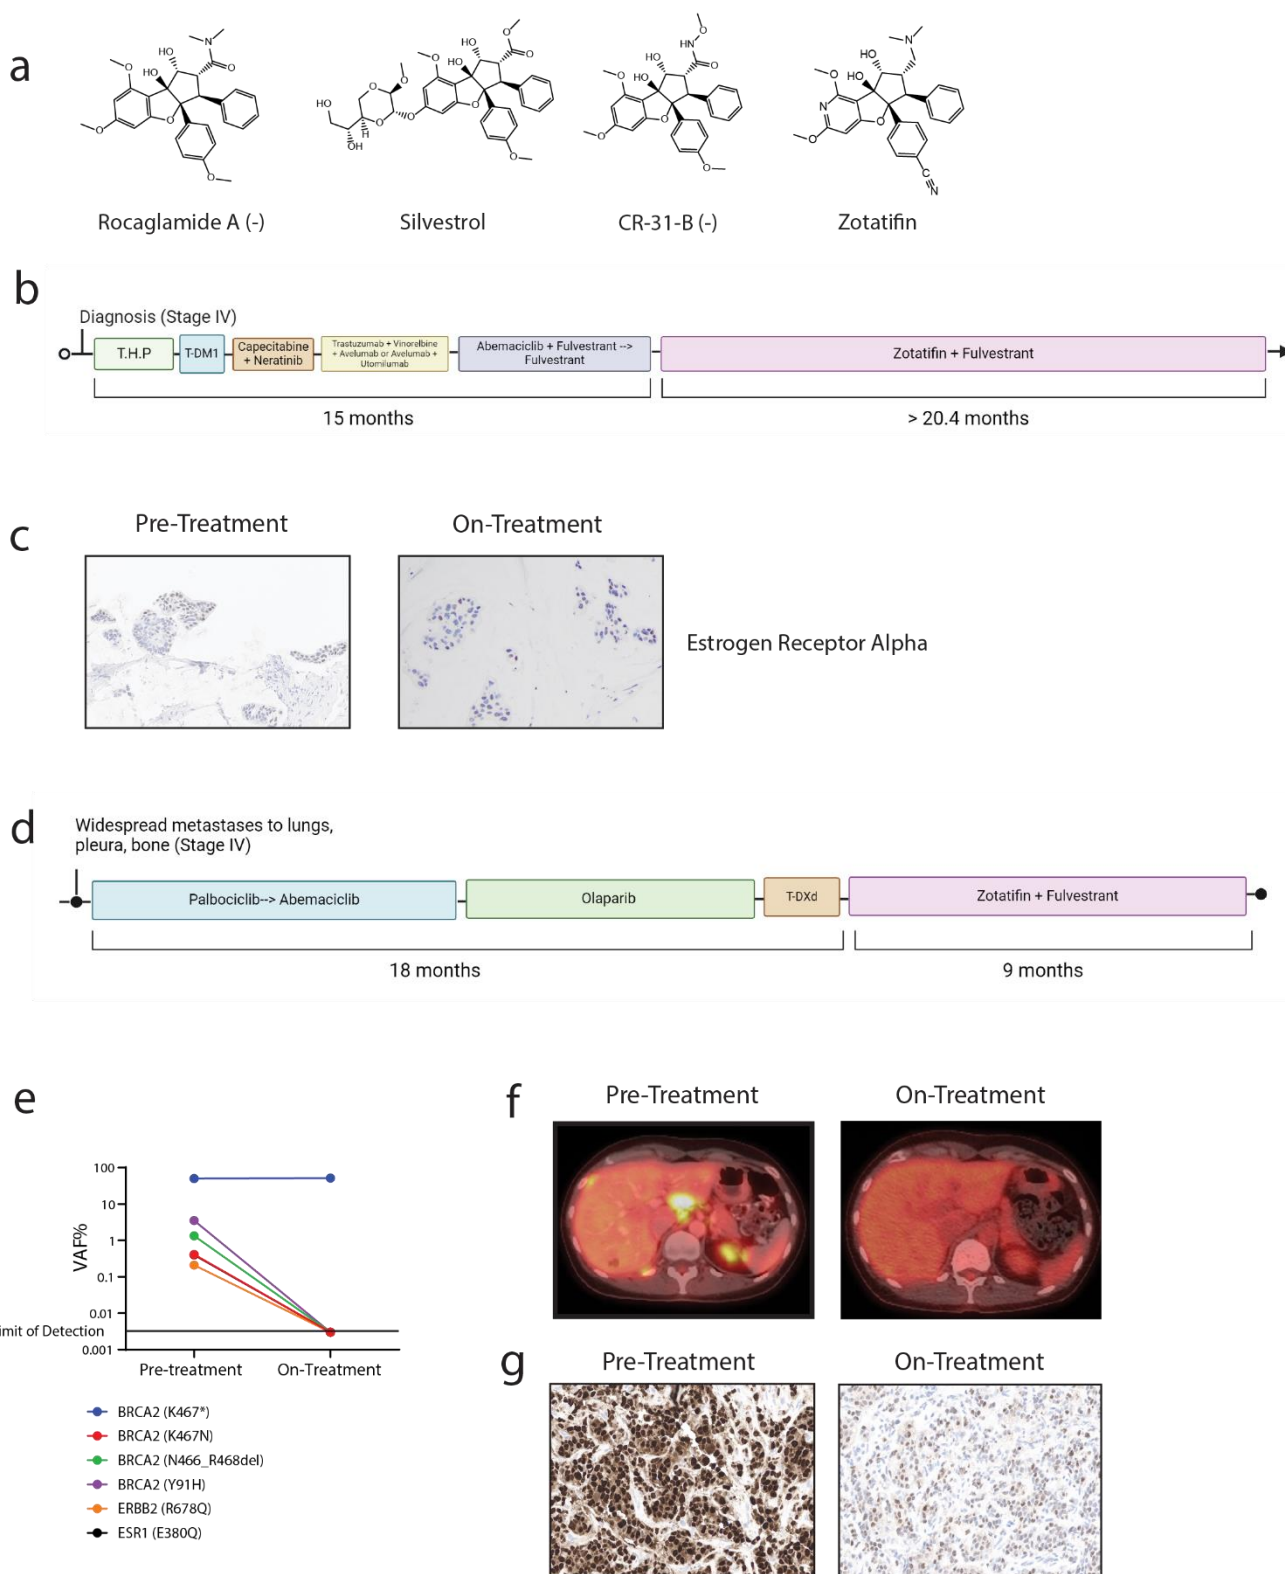 a
Rocaglamide A (-)
Silvestrol
CR-31-B (-)
Zotatifin
b
Diagnosis (Stage IV)
T.H.P
T-DM1
Capecitabine
+ Neratinib
Trastuzumab + Vinorelbine
+ Avelumab or Avelumab +
Utomilumab
Abemaciclib + Fulvestrant -->
Fulvestrant
Zotatifin + Fulvestrant
15 months
> 20.4 months
c
Pre-Treatment
On-Treatment
Estrogen Receptor Alpha
d
Widespread metastases to lungs,
pleura, bone (Stage IV)
Palbociclib--> Abemaciclib
Olaparib
T-DXd
Zotatifin + Fulvestrant
18 months
9 months
e
VAF%
100
10
1
0.1
0.01
imit of Detection
0.001
Pre-treatment
On-Treatment
BRCA2 (K467*)
BRCA2 (K467N)
BRCA2 (N466_R468del)
BRCA2 (Y91H)
ERBB2 (R678Q)
ESR1 (E380Q)
f
Pre-Treatment
On-Treatment
g
Pre-Treatment
On-Treatment